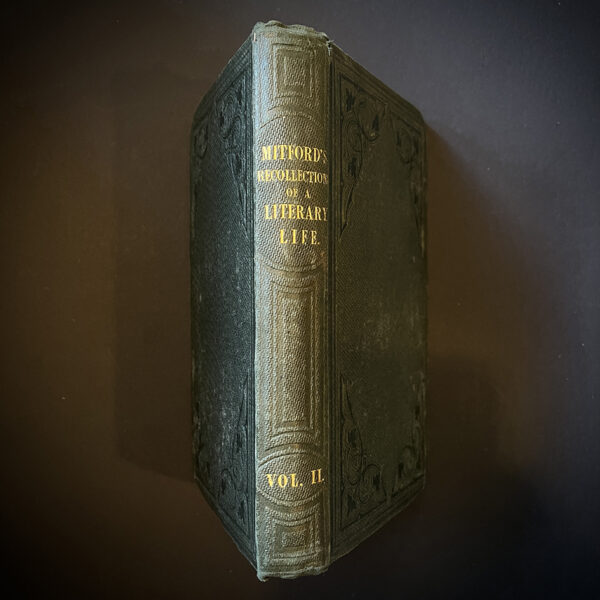 MITFORD'S
RECOLLECTIONS
OF A
LITERARY
LIFE.
VOL. II.